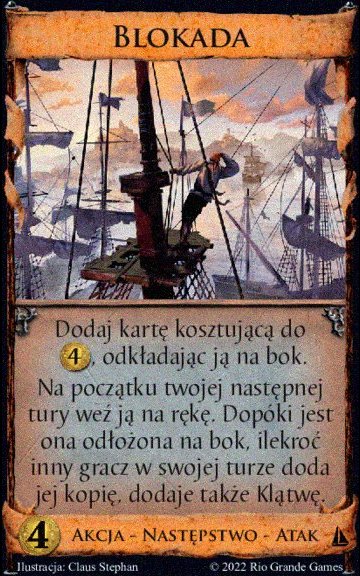 Blokada
Dodaj kartę kosztującą do
4, odkładając ją na bok.
Na początku twojej następnej
tury weź ją na rękę. Dopóki jest
ona odłożona na bok, ilekroć
inny gracz w swojej turze doda
jej kopię, dodaje także Klątwę.
4 Akcja - Następstwo - Atak
Ilustracja: Claus Stephan © 2022 Rio Grande Games